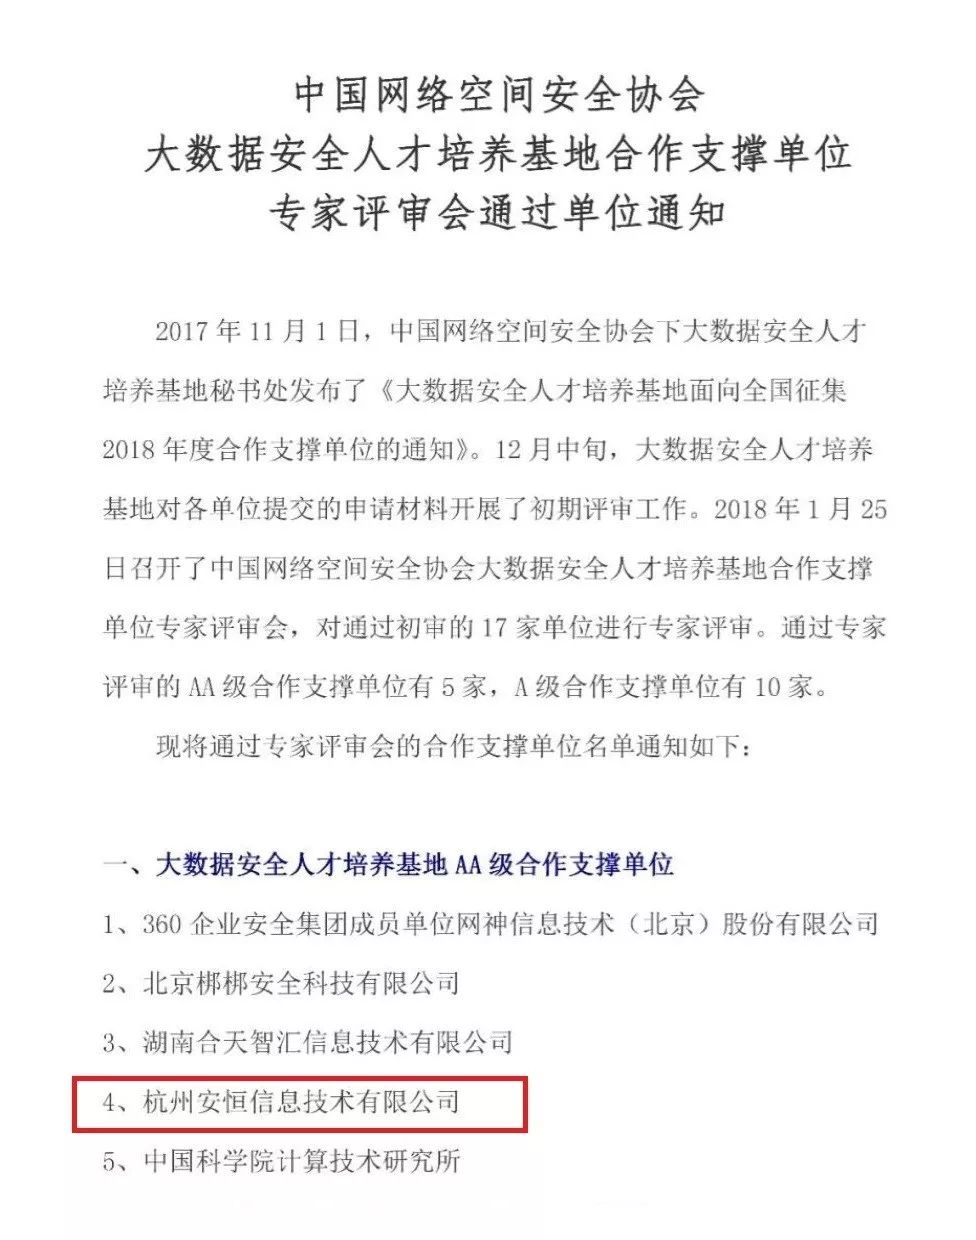 中国网络空间安全协会
大数据安全人才培养基地合作支撑单位
专家评审会通过单位通知
2017 年 11 月 1 日，中国网络空间安全协会下大数据安全人才
培养基地秘书处发布了《大数据安全人才培养基地面向全国征集
2018 年度合作支撑单位的通知》。12 月中旬，大数据安全人才培养
基地对各单位提交的申请材料开展了初期评审工作。2018 年 1 月 25
日召开了中国网络空间安全协会大数据安全人才培养基地合作支撑
单位专家评审会，对通过初审的 17 家单位进行专家评审。通过专家
评审的 AA 级合作支撑单位有 5 家，A 级合作支撑单位有 10 家。
现将通过专家评审会的合作支撑单位名单通知如下：
一、大数据安全人才培养基地 AA 级合作支撑单位
1、360 企业安全集团成员单位网神信息技术（北京）股份有限公司
2、北京梆梆安全科技有限公司
3、湖南合天智汇信息技术有限公司
4、杭州安恒信息技术有限公司
5、中国科学院计算技术研究所